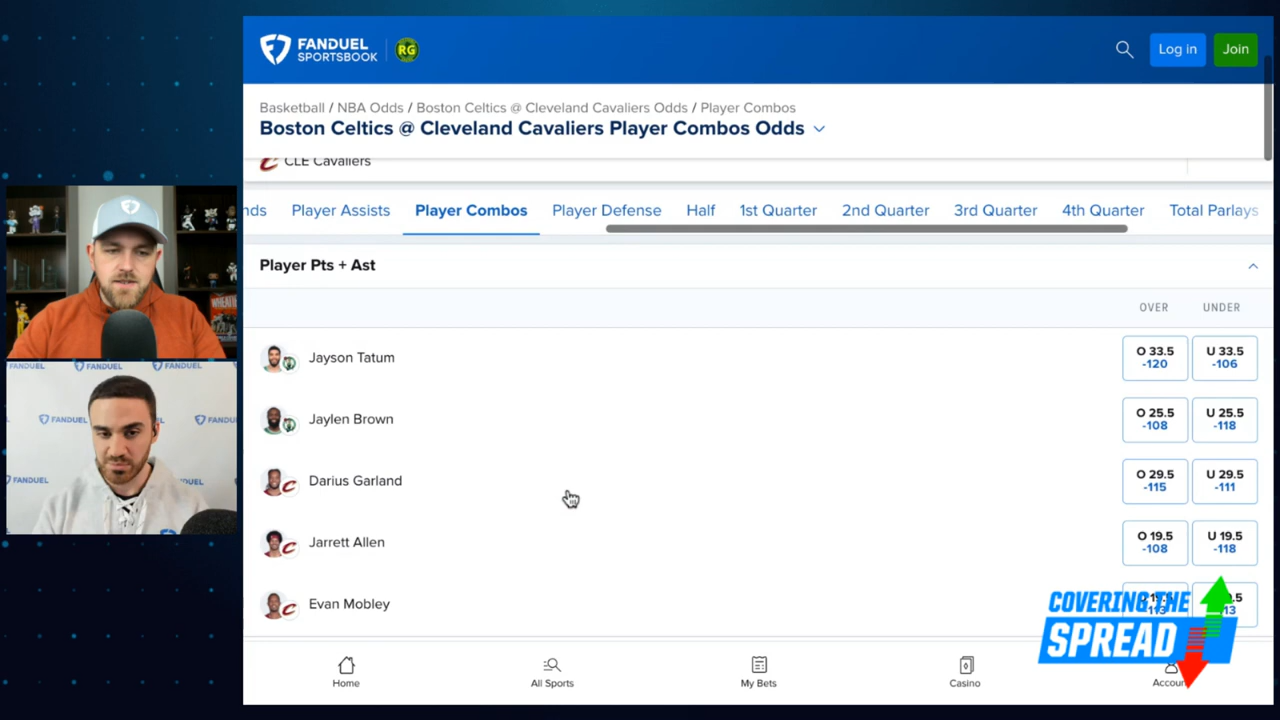 FANDUEL
SPORTSBOOK
RG
Log in
Join
Basketball / NBA Odds / Boston Celtics @ Cleveland Cavaliers Odds / Player Combos
Boston Celtics @ Cleveland Cavaliers Player Combos Odds
CLE Cavaliers
nds Player Assists Player Combos Player Defense Half 1st Quarter 2nd Quarter 3rd Quarter 4th Quarter Total Parlays
Player Pts + Ast
OVER UNDER
Jayson Tatum O 33.5 U 33.5
-120 -106
Jaylen Brown O 25.5 U 25.5
-108 -118
Darius Garland O 29.5 U 29.5
-115 -111
Jarrett Allen O 19.5 U 19.5
-108 -118
Evan Mobley
COVERING THE
SPREAD
Home All Sports My Bets Casino Accoun
FANDUEL FANDUEL FANDUEL
FANDUEL
FANDUEL
FANDUEL
WHEATIE